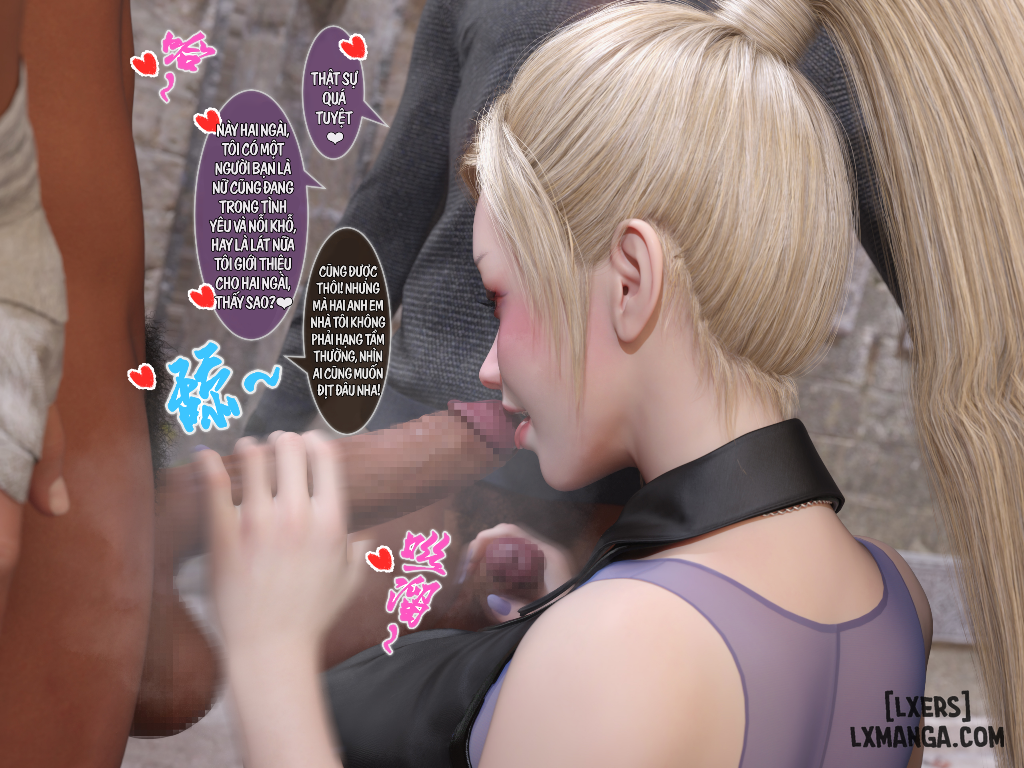 哈~
THẬT SỰ
QUÁ
TUYỆT
❤
NÀY HAI NGÀI,
TÔI CÓ MỘT
NGƯỜI BẠN LÀ
NỮ CŨNG ĐANG
TRONG TÌNH
YÊU VÀ NỖI KHỔ,
HAY LÀ LÁT NỮA
TÔI GIỚI THIỆU
CHO HAI NGÀI,
THẤY SAO?❤
CŨNG ĐƯỢC
THÔI! NHƯNG
MÀ HAI ANH EM
NHÀ TÔI KHÔNG
PHẢI HẠNG TẦM
THƯỜNG, NHÌN
AI CŨNG MUỐN
ĐỊT ĐÂU NHA!
舔~
丝
溜~
[LXERS]
LXMANGA.COM